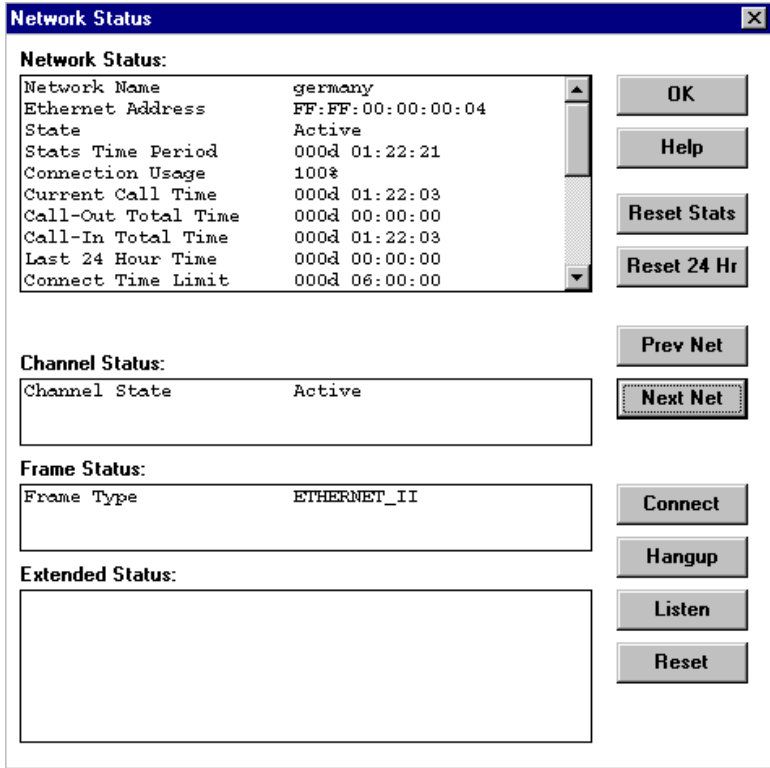 Network Status
Network Status:
Network Name germany
Ethernet Address FF:FF:00:00:00:04
State Active
Stats Time Period 000d 01:22:21
Connection Usage 100%
Current Call Time 000d 01:22:03
Call-Out Total Time 000d 00:00:00
Call-In Total Time 000d 01:22:03
Last 24 Hour Time 000d 00:00:00
Connect Time Limit 000d 06:00:00
OK
Help
Reset Stats
Reset 24 Hr
Prev Net
Next Net
Channel Status:
Channel State Active
Frame Status:
Frame Type ETHERNET_II
Extended Status:
Connect
Hangup
Listen
Reset